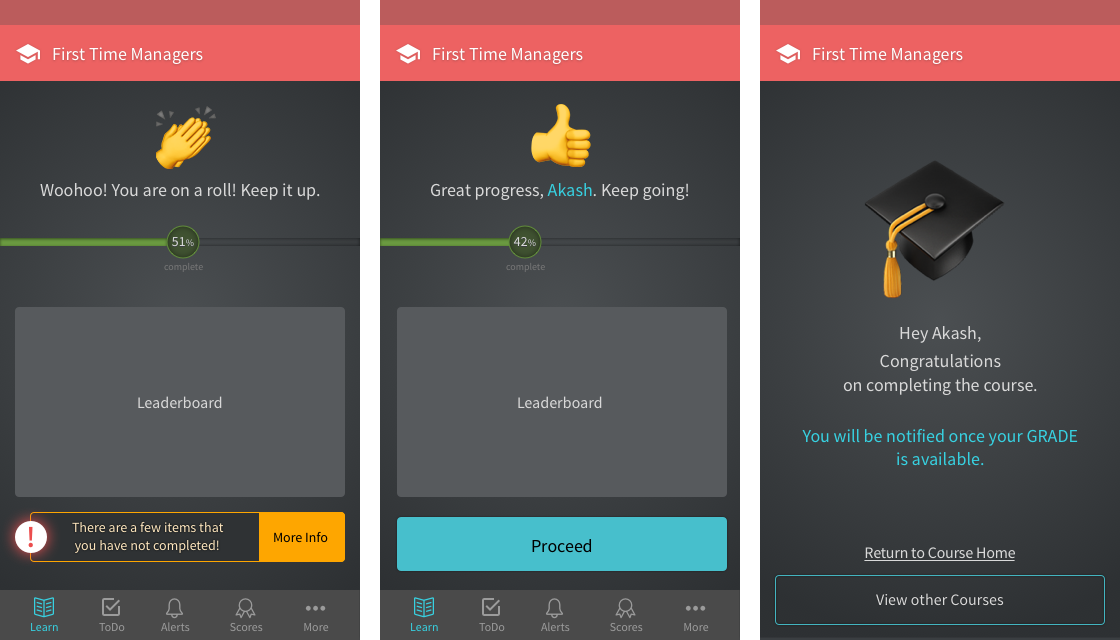 First Time Managers
Woohoo! You are on a roll! Keep it up.
51%
complete
Leaderboard
!
There are a few items that
you have not completed!
More Info
Learn
ToDo
Alerts
Scores
More
First Time Managers
Great progress, Akash. Keep going!
42%
complete
Leaderboard
Proceed
Learn
ToDo
Alerts
Scores
More
First Time Managers
Hey Akash,
Congratulations
on completing the course.
You will be notified once your GRADE
is available.
Return to Course Home
View other Courses